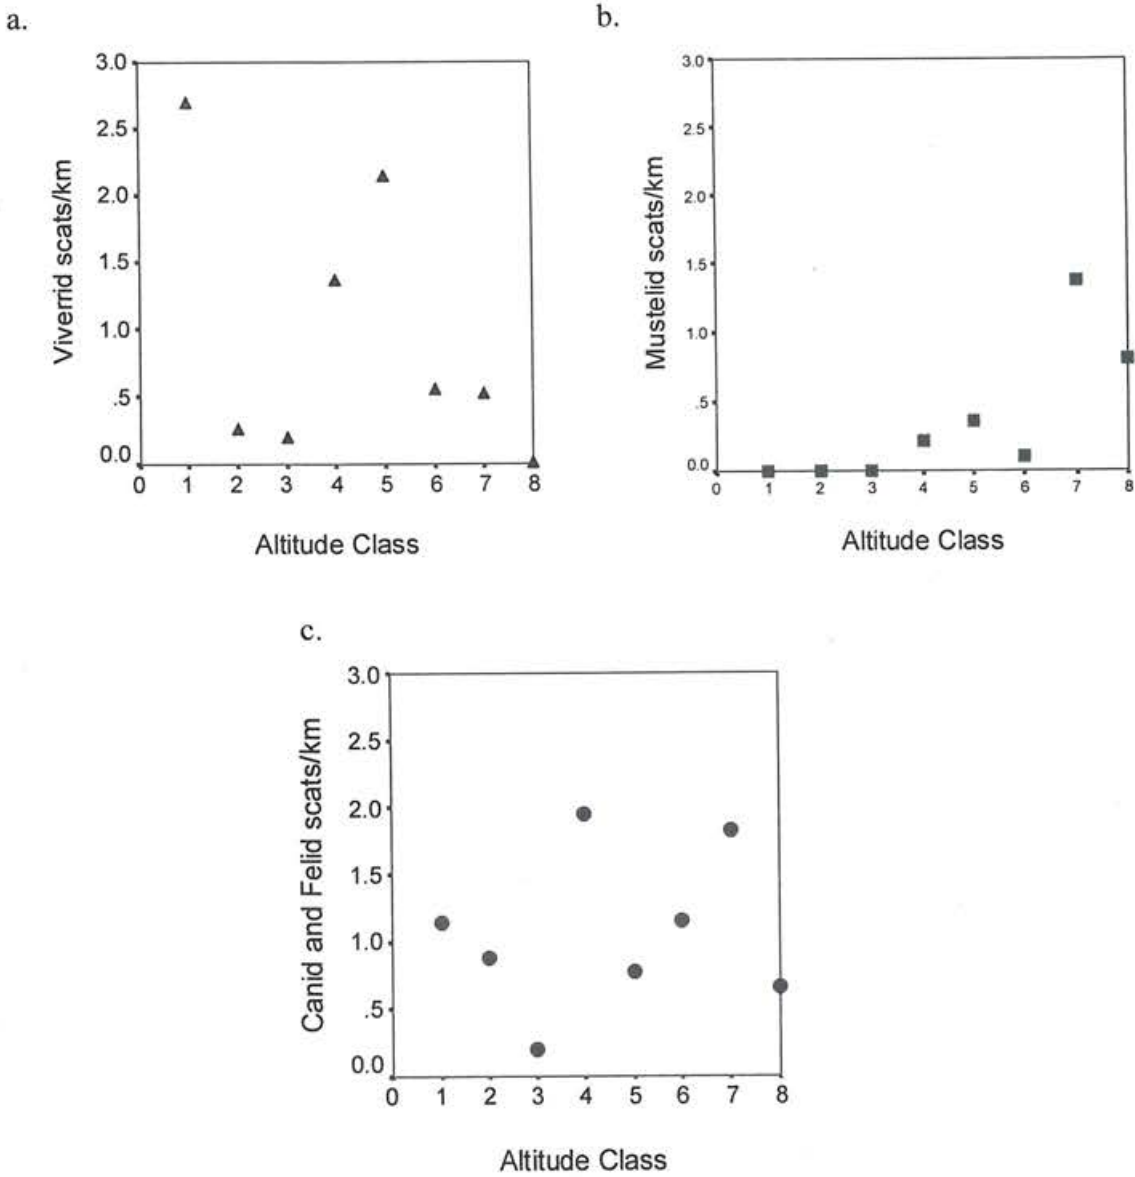 a.
3.0
2.5
2.0
1.5
1.0
.5
0.0
Viverrid scats/km
0 1 2 3 4 5 6 7 8
Altitude Class
b.
3.0
2.5
2.0
1.5
1.0
.5
0.0
Mustelid scats/km
0 1 2 3 4 5 6 7 8
Altitude Class
c.
3.0
2.5
2.0
1.5
1.0
.5
0.0
Canid and Felid scats/km
0 1 2 3 4 5 6 7 8
Altitude Class